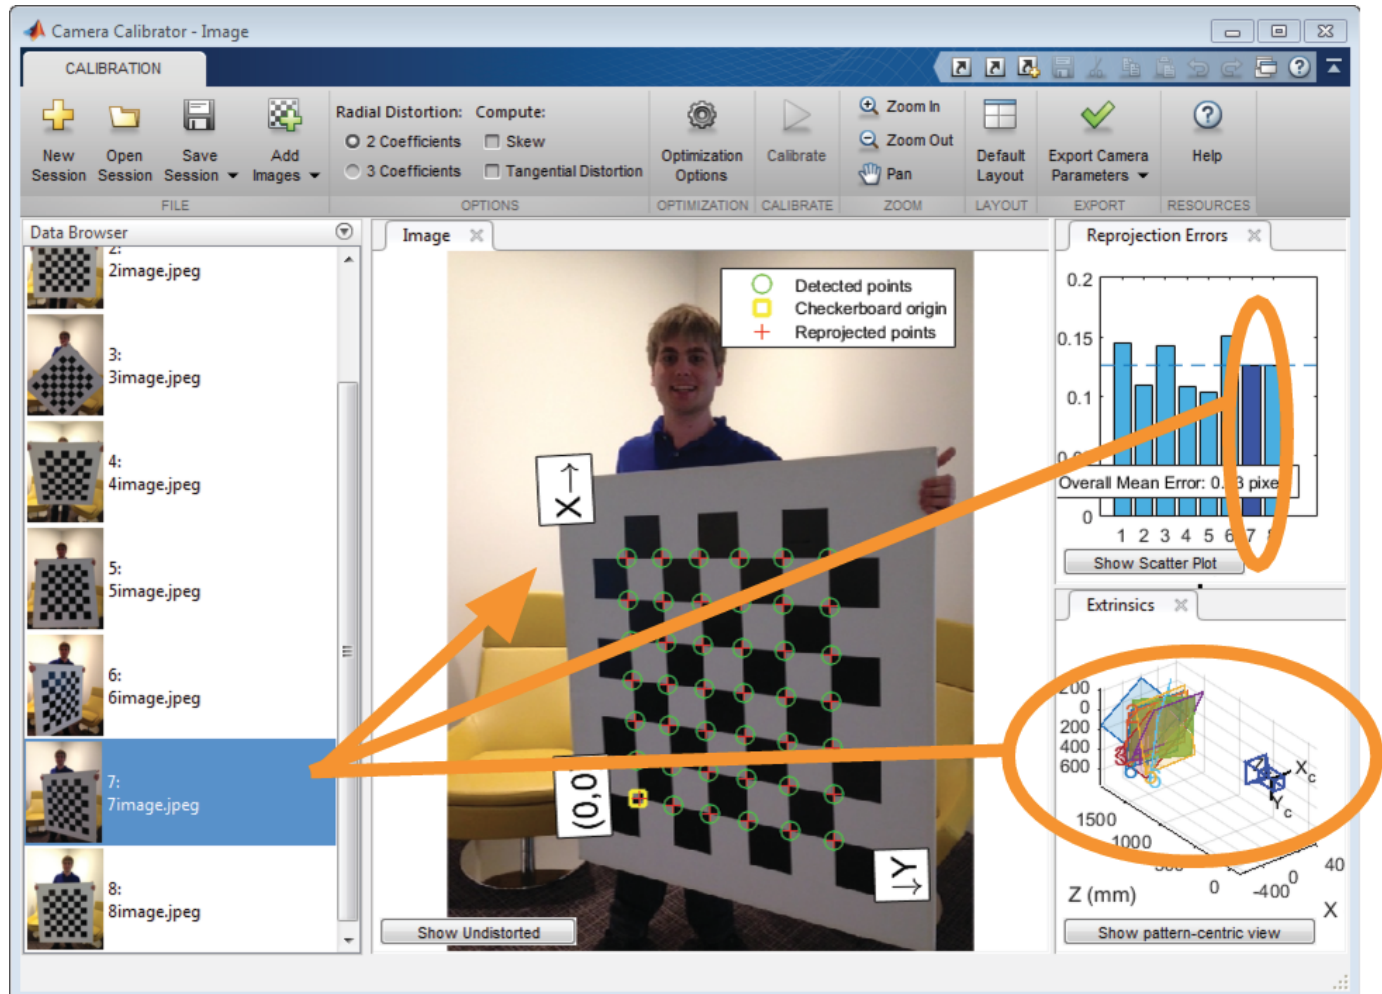 Camera Calibrator - Image
CALIBRATION
New Session
Open Session
Save Session
Add Images
FILE
Radial Distortion:
2 Coefficients
3 Coefficients
Compute:
Skew
Tangential Distortion
OPTIONS
Optimization Options
OPTIMIZATION
Calibrate
CALIBRATE
Zoom In
Zoom Out
Pan
ZOOM
Default Layout
LAYOUT
Export Camera Parameters
EXPORT
Help
RESOURCES
Data Browser
2:
2image.jpeg
3:
3image.jpeg
4:
4image.jpeg
5:
5image.jpeg
6:
6image.jpeg
7:
7image.jpeg
8:
8image.jpeg
Image
Detected points
Checkerboard origin
Reprojected points
X→
(0,0
Y→
Show Undistorted
Reprojection Errors
0.2
0.15
0.1
0
Overall Mean Error:
1 2 3 4 5 6 7 8
Show Scatter Plot
Extrinsics
200
0
200
400
600
1500
1000
0
-400
0
40
Z (mm)
X
Xc
Yc
Show pattern-centric view